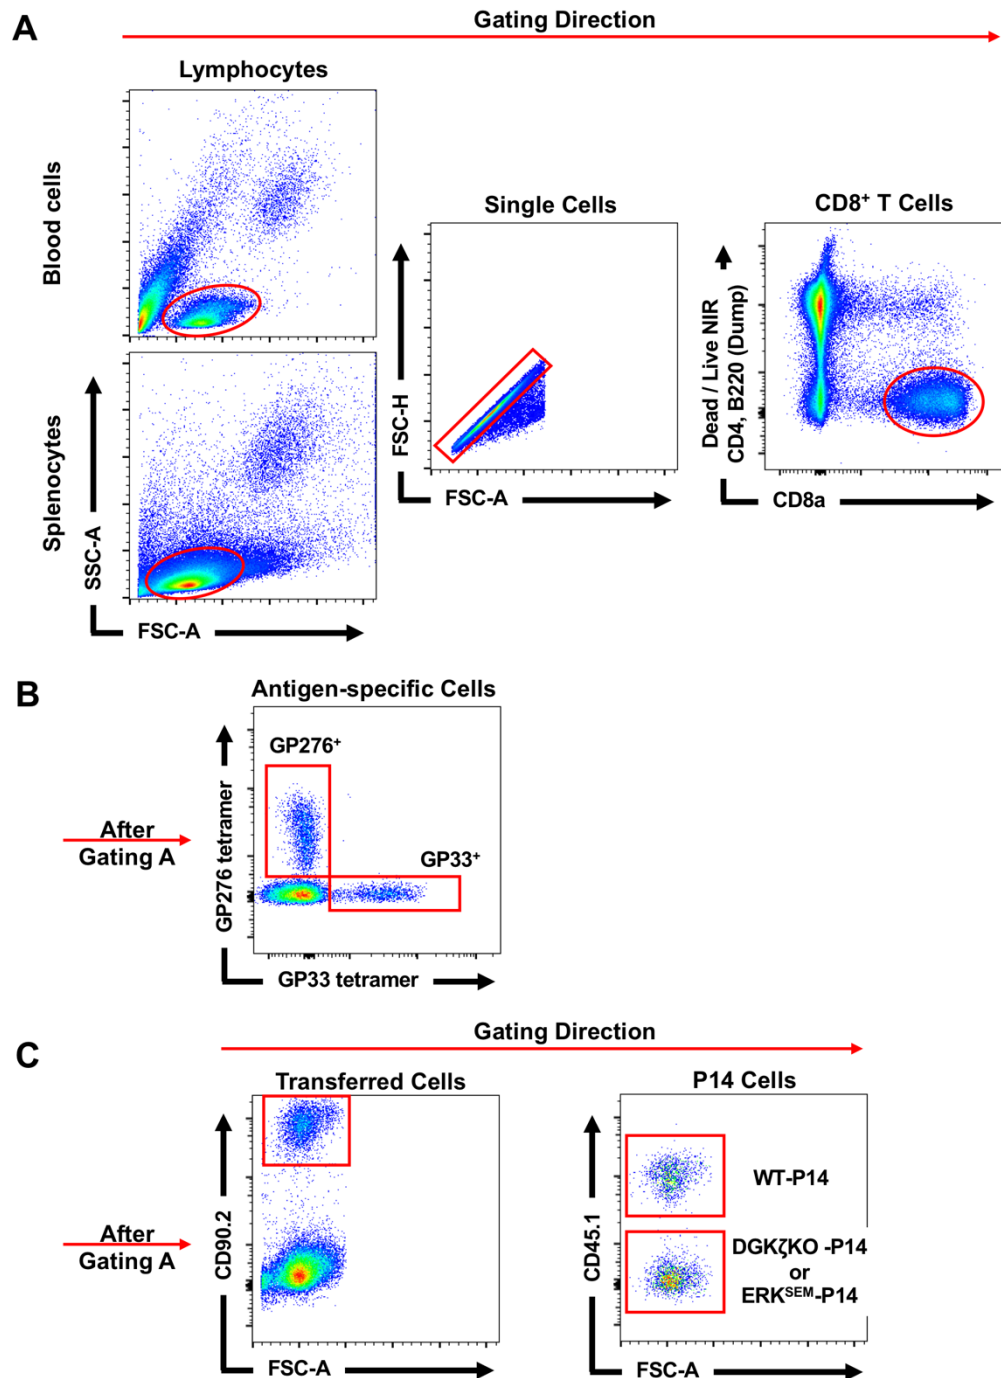 A
Gating Direction
Lymphocytes
Blood cells
Single Cells
FSC-H
FSC-A
CD8⁺ T Cells
Dead / Live NIR
CD4, B220 (Dump)
CD8a
Splenocytes
SSC-A
FSC-A
B
Antigen-specific Cells
After
Gating A
GP276 tetramer
GP276⁺
GP33⁺
GP33 tetramer
C
Gating Direction
Transferred Cells
P14 Cells
After
Gating A
CD90.2
FSC-A
CD45.1
WT-P14
DGKζKO -P14
or
ERK^SEM-P14
FSC-A